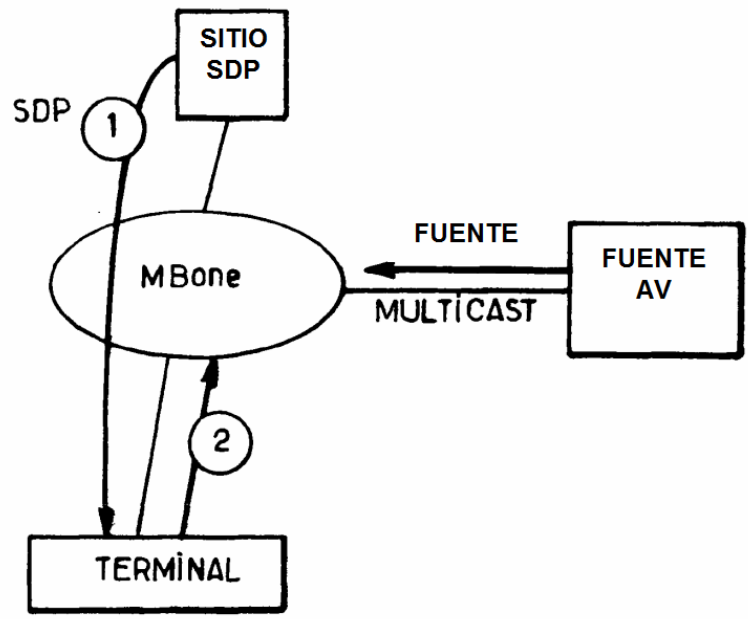 SITIO
SDP
SDP
1
MBone
FUENTE
MULTiCAST
FUENTE
AV
2
TERMiNAL